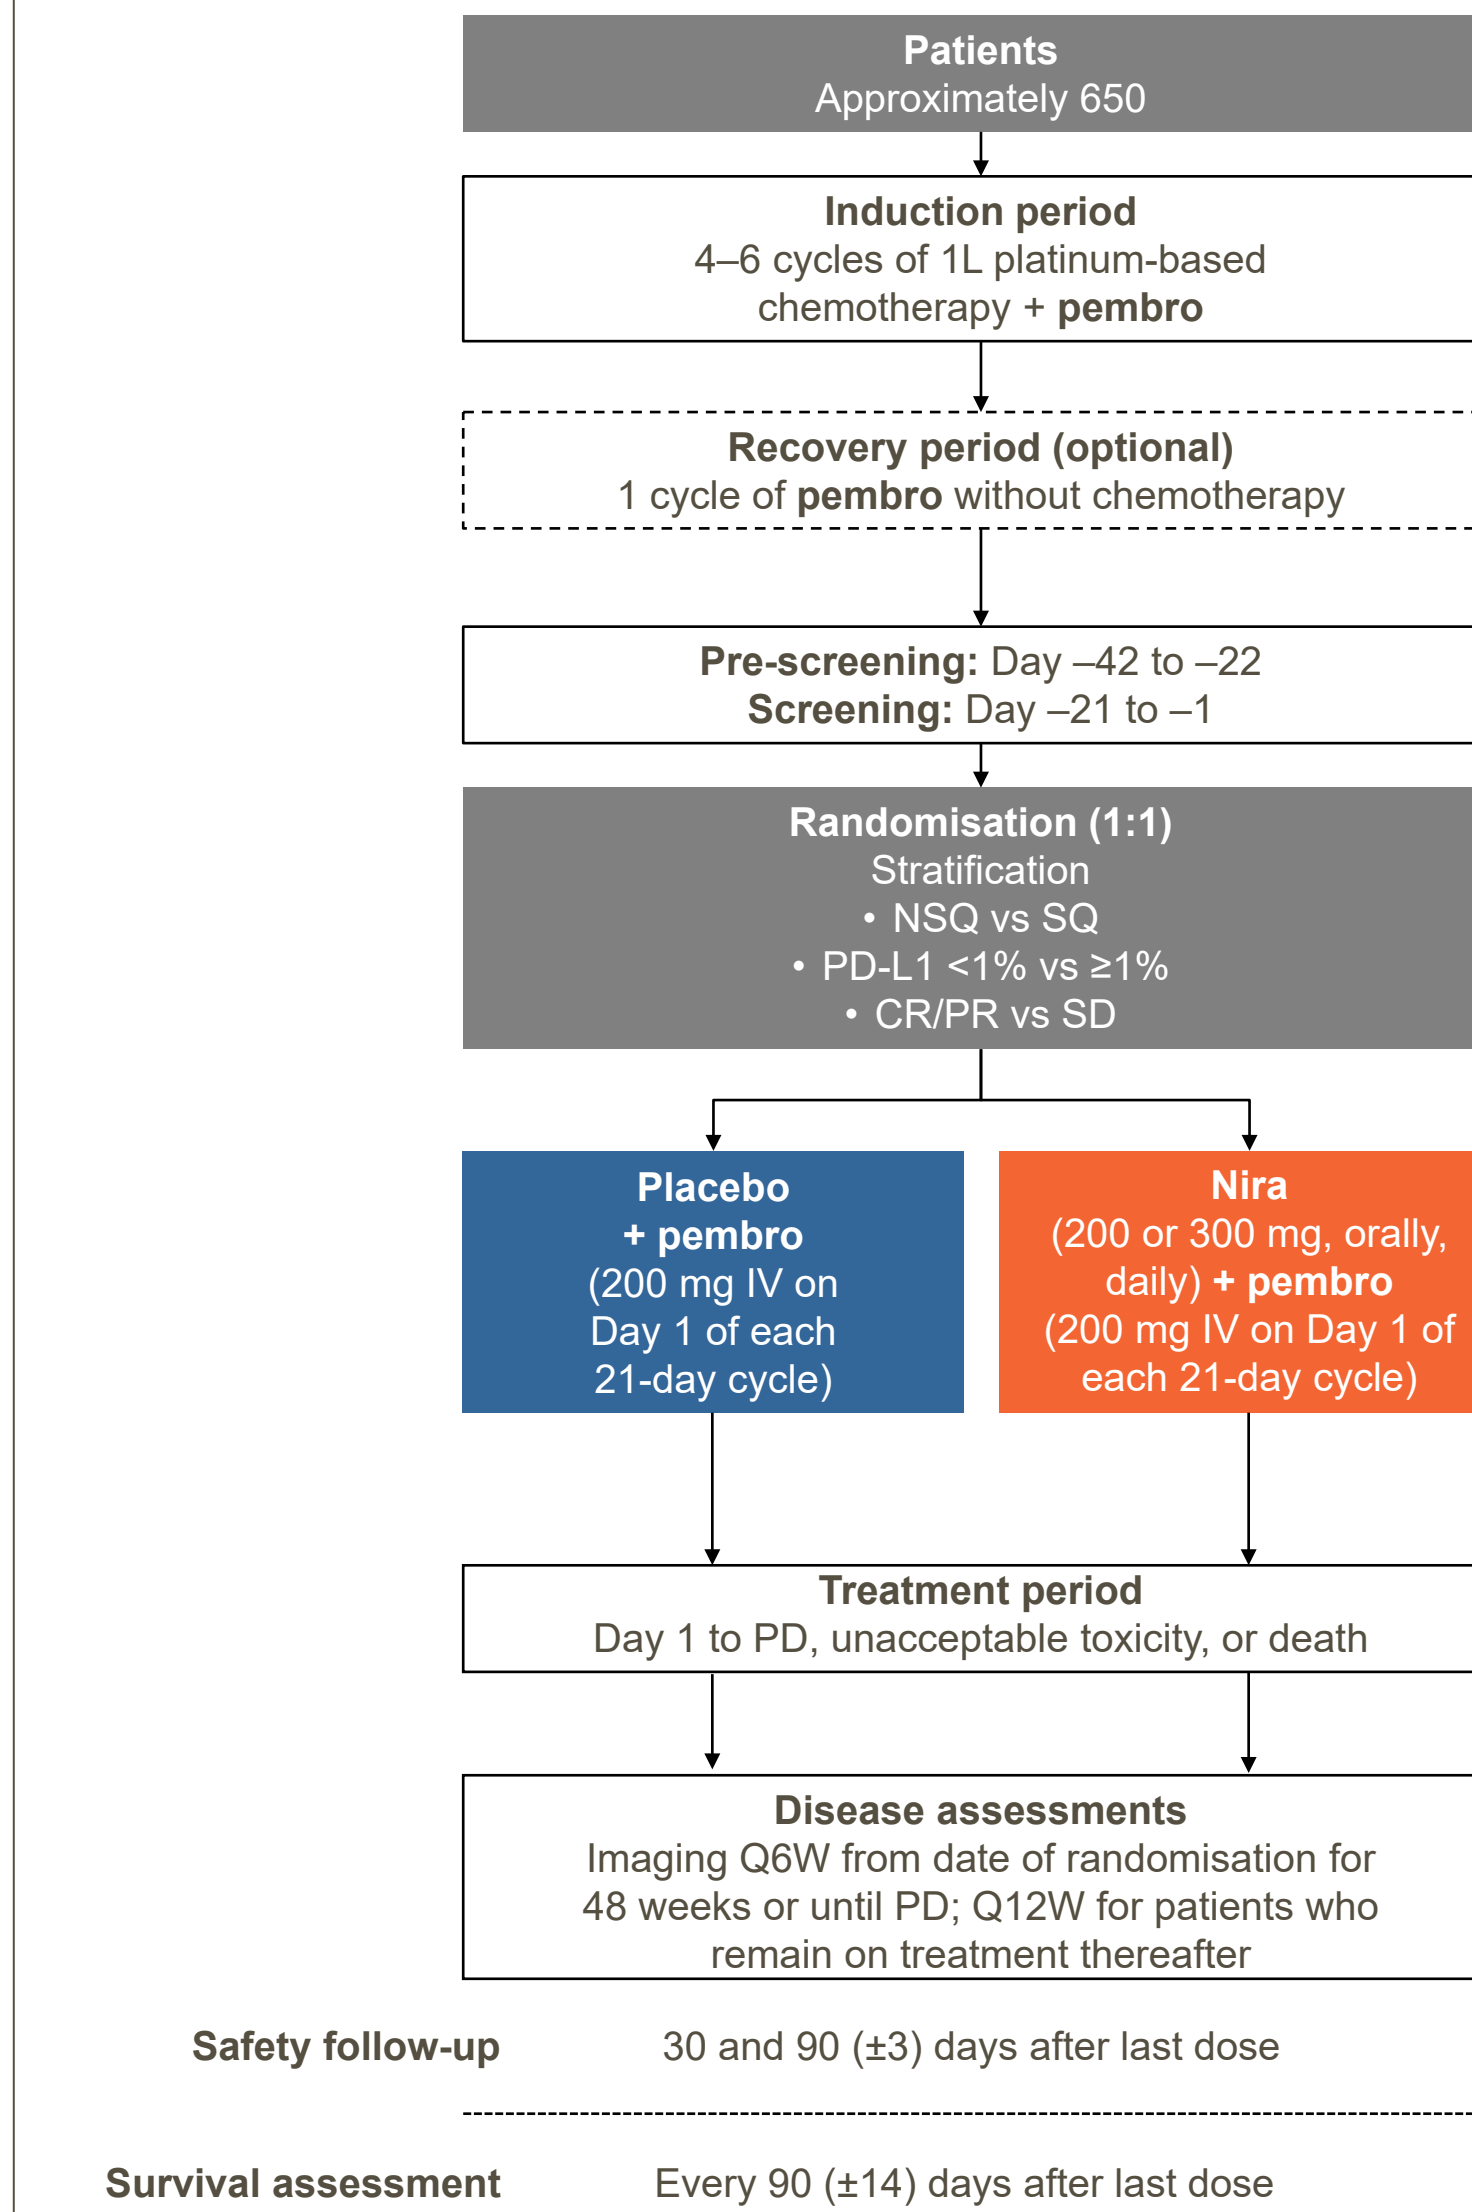 Patients
Approximately 650
Induction period
4–6 cycles of 1L platinum-based
chemotherapy + pembro
Recovery period (optional)
1 cycle of pembro without chemotherapy
Pre-screening: Day –42 to –22
Screening: Day –21 to –1
Randomisation (1:1)
Stratification
• NSQ vs SQ
• PD-L1 <1% vs ≥1%
• CR/PR vs SD
Placebo
+ pembro
(200 mg IV on
Day 1 of each
21-day cycle)
Nira
(200 or 300 mg, orally,
daily) + pembro
(200 mg IV on Day 1 of
each 21-day cycle)
Treatment period
Day 1 to PD, unacceptable toxicity, or death
Disease assessments
Imaging Q6W from date of randomisation for
48 weeks or until PD; Q12W for patients who
remain on treatment thereafter
Safety follow-up 30 and 90 (±3) days after last dose
Survival assessment Every 90 (±14) days after last dose